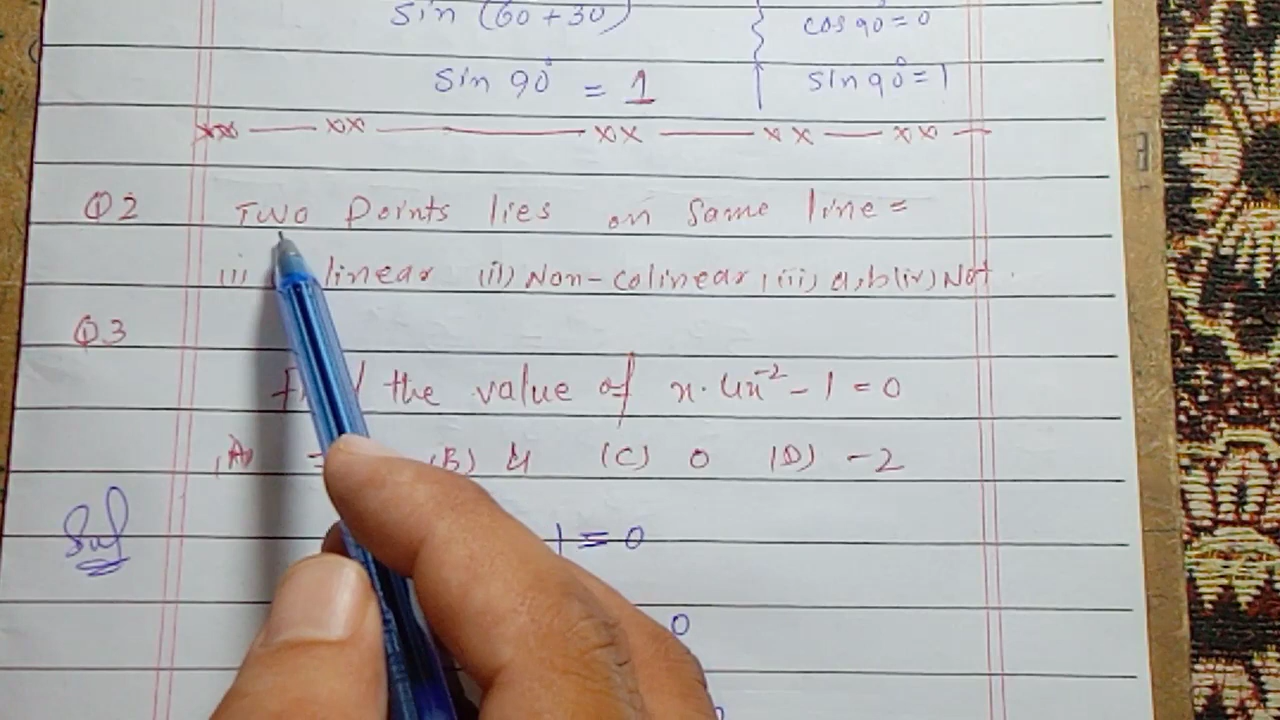 sin (60+30)
cos 90 = 0
sin 90° = 1
sin 90° = 1
xx xx xx xx xx
Q2 Two Points lies on Same line =
(i) linear (ii) Non-Colinear, (iii) a,b (iv) Not.
Q3
the value of x. 4x⁻² - 1 = 0
(A) (B) 4 (C) 0 (D) -2
Sol
1 = 0
0